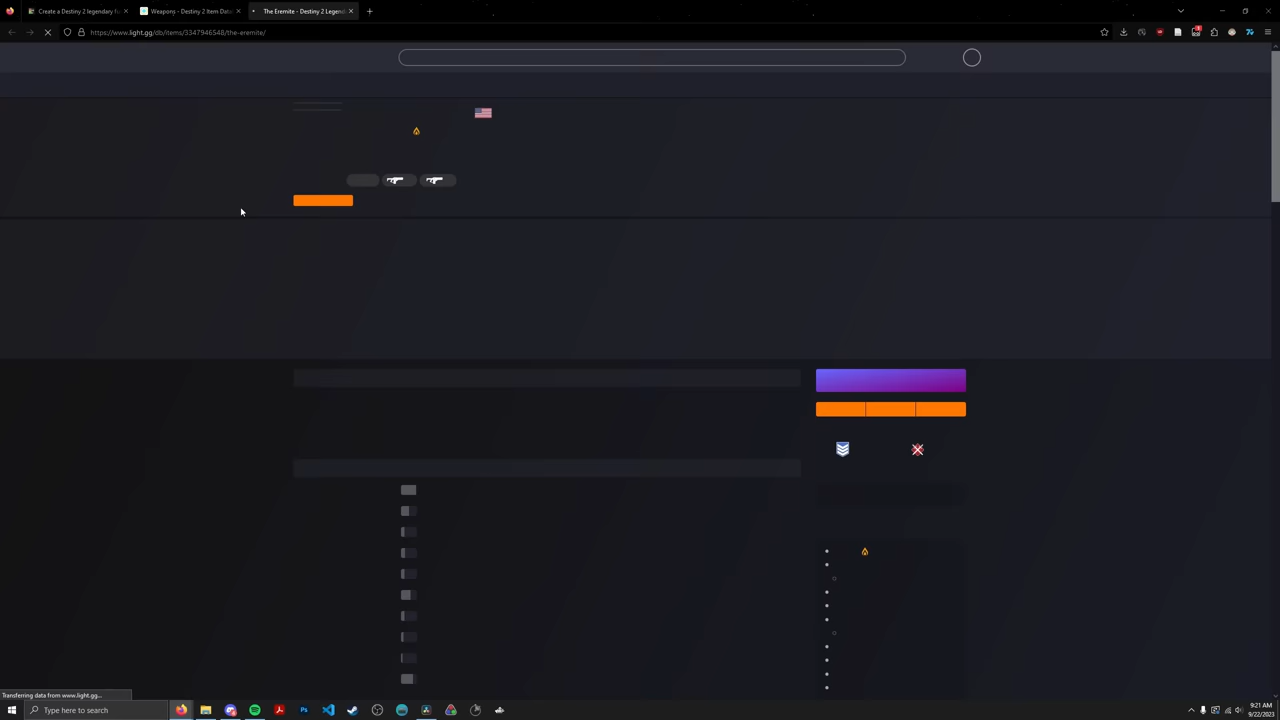 Create a Destiny 2 legendary f
Weapons - Destiny 2 Item Data
The Eremite - Destiny 2 Legend
https://www.light.gg/db/items/3347946548/the-eremite/
Transferring data from www.light.gg...
Type here to search
9:21 AM
9/22/2023